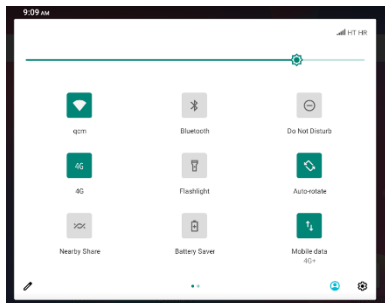 9:09 AM
HT HR
qcm
Bluetooth
Do Not Disturb
4G
4G
Flashlight
Auto-rotate
Nearby Share
Battery Saver
Mobile data
4G+